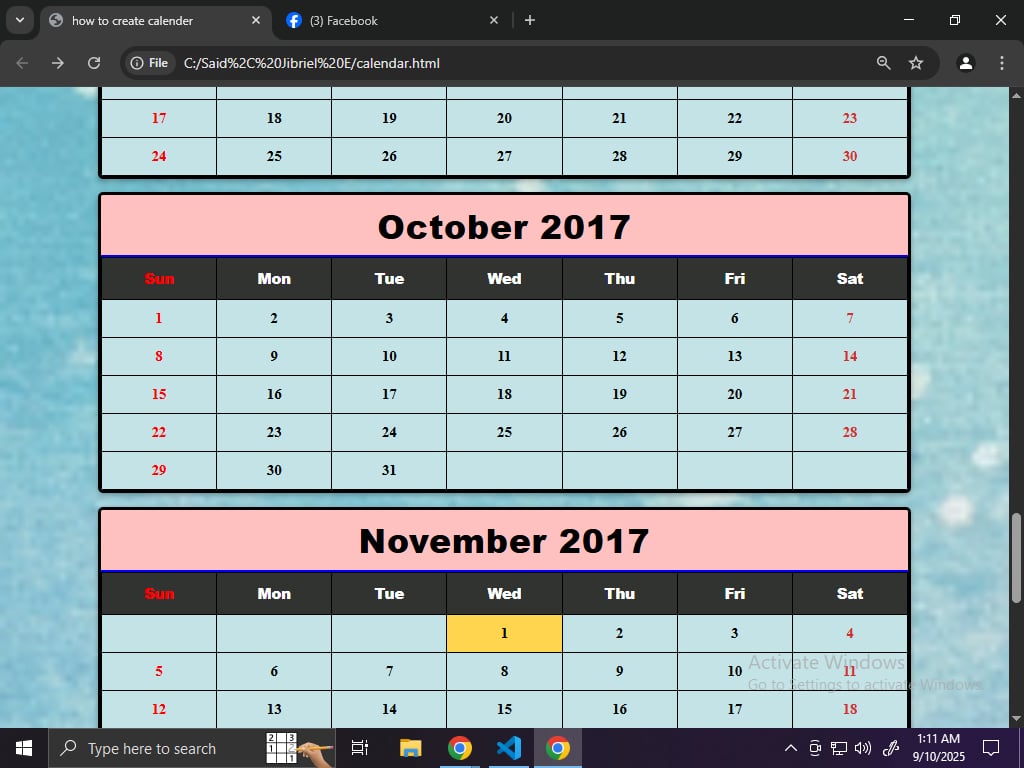 how to create calender
(3) Facebook
File C:/Said%2C%20Jibriel%20E/calendar.html
17 18 19 20 21 22 23
24 25 26 27 28 29 30
October 2017
Sun Mon Tue Wed Thu Fri Sat
1 2 3 4 5 6 7
8 9 10 11 12 13 14
15 16 17 18 19 20 21
22 23 24 25 26 27 28
29 30 31
November 2017
Sun Mon Tue Wed Thu Fri Sat
1 2 3 4
5 6 7 8 9 10 11
12 13 14 15 16 17 18
Activate Windows
Go to Settings to activate Windows.
Type here to search
2 3
1 2
1
1:11 AM
9/10/2025